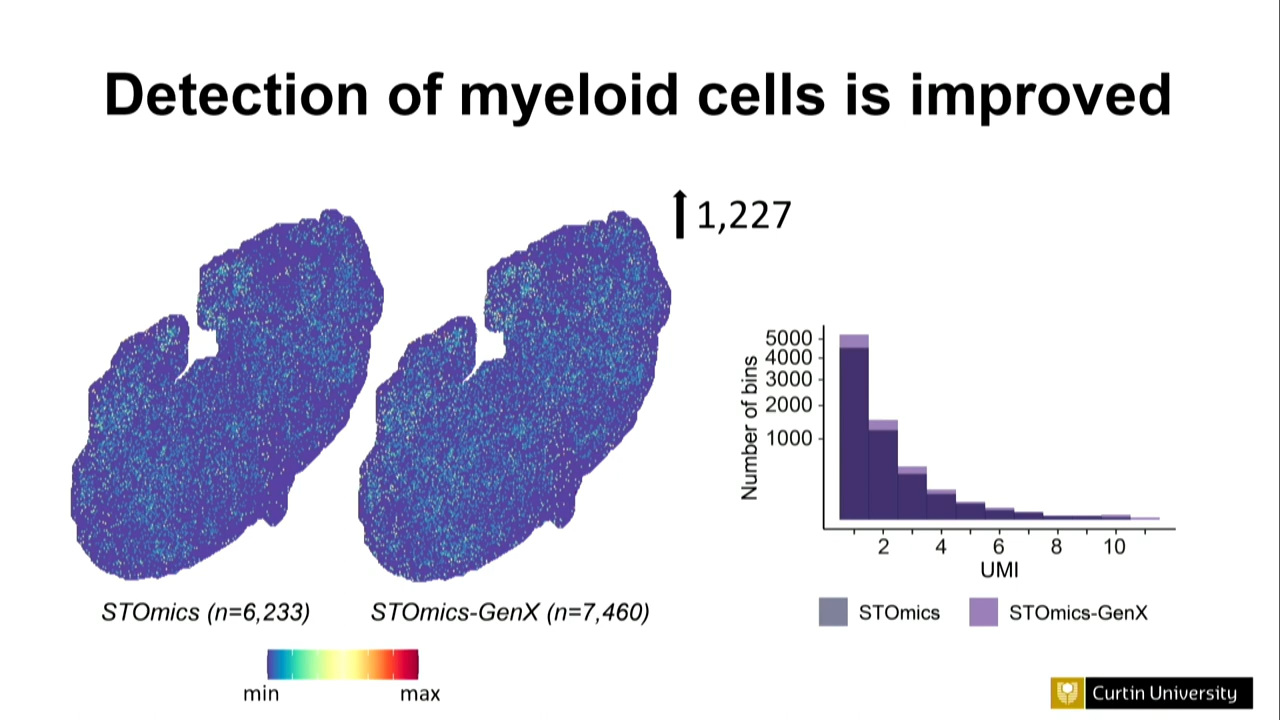 Detection of myeloid cells is improved
1,227
STOmics (n=6,233)
STOmics-GenX (n=7,460)
min
max
Number of bins
5000
4000
3000
2000
1000
2 4 6 8 10
UMI
STOmics
STOmics-GenX
Curtin University